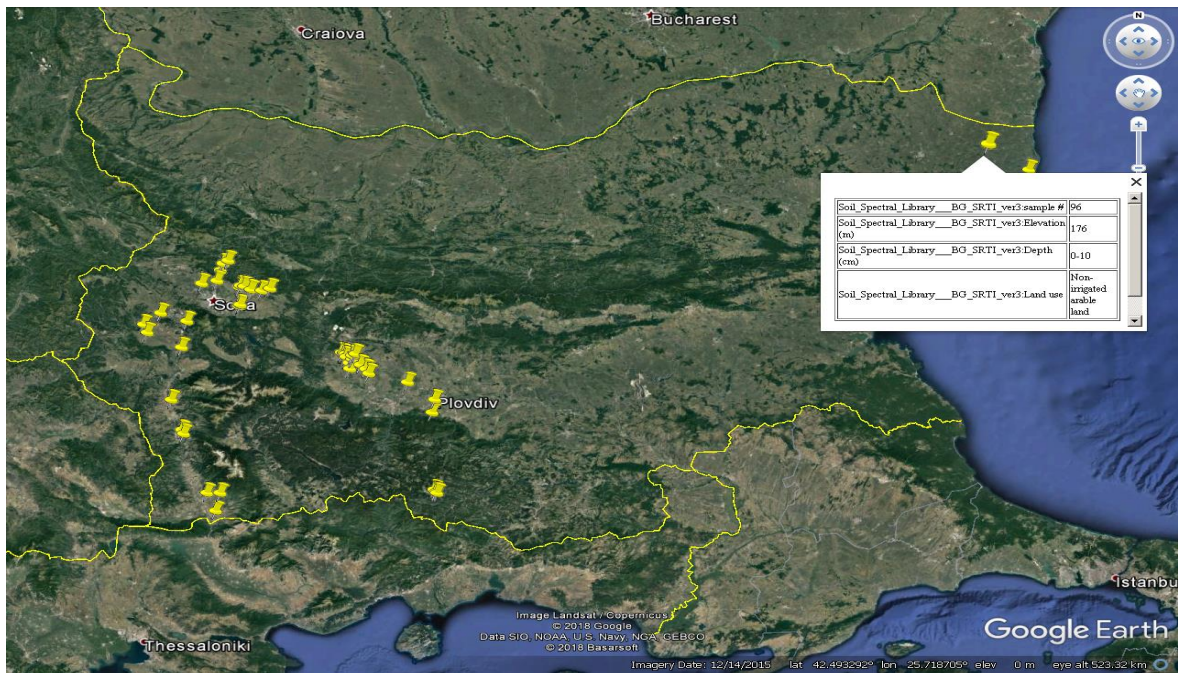 Craiova
Bucharest
N
Soil_Spectral_Library___BG_SRTI_ver3:sample # 96
Soil_Spectral_Library___BG_SRTI_ver3:Elevation
(m)
176
Soil_Spectral_Library___BG_SRTI_ver3:Depth
(cm)
0-10
Soil_Spectral_Library___BG_SRTI_ver3:Land use
Non-
irrigated
arable
land
Plovdiv
Istanbu
Thessaloniki
Image Landsat / Copernicus
© 2018 Google
Data SIO, NOAA, U.S. Navy, NGA, GEBCO
© 2018 Basarsoft
Google Earth
Imagery Date: 12/14/2015 lat 42.493292° lon 25.718705° elev 0 m eye alt 523.32 km